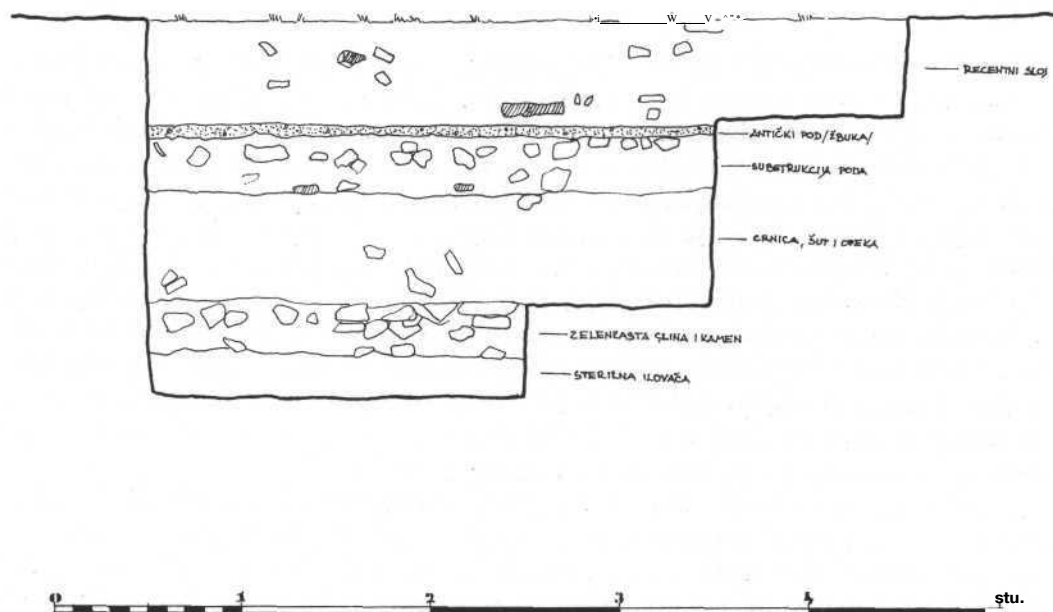 RECENTNI SLOJ
ANTIČKI POD/ŽBUKA/
SUBSTRUKCIJA PODA
CRNICA, ŠUT I OPEKA
ZELENKASTA GLINA I KAMEN
STERILNA ILOVAČA
0 1 2 3 4 štu.